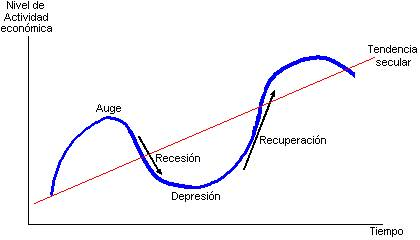 Nivel de
Actividad
económica
Tendencia
secular
Auge
Recesión
Recuperación
Depresión
Tiempo